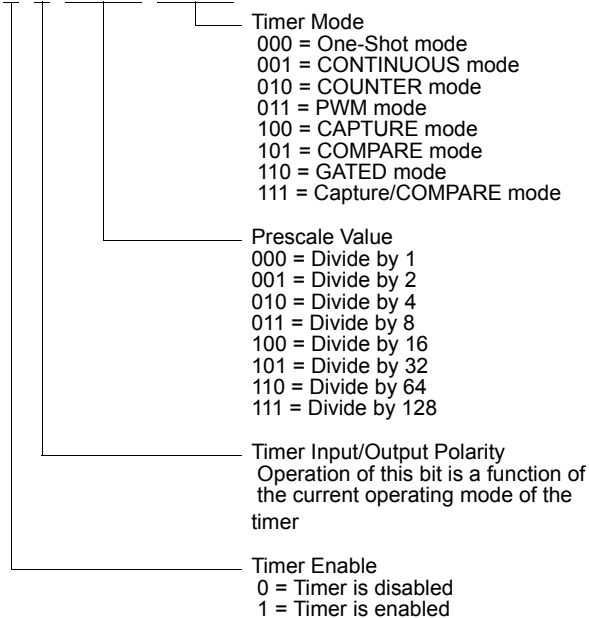 Timer Mode
000 = One-Shot mode
001 = CONTINUOUS mode
010 = COUNTER mode
011 = PWM mode
100 = CAPTURE mode
101 = COMPARE mode
110 = GATED mode
111 = Capture/COMPARE mode
Prescale Value
000 = Divide by 1
001 = Divide by 2
010 = Divide by 4
011 = Divide by 8
100 = Divide by 16
101 = Divide by 32
110 = Divide by 64
111 = Divide by 128
Timer Input/Output Polarity
Operation of this bit is a function of
the current operating mode of the
timer
Timer Enable
0 = Timer is disabled
1 = Timer is enabled